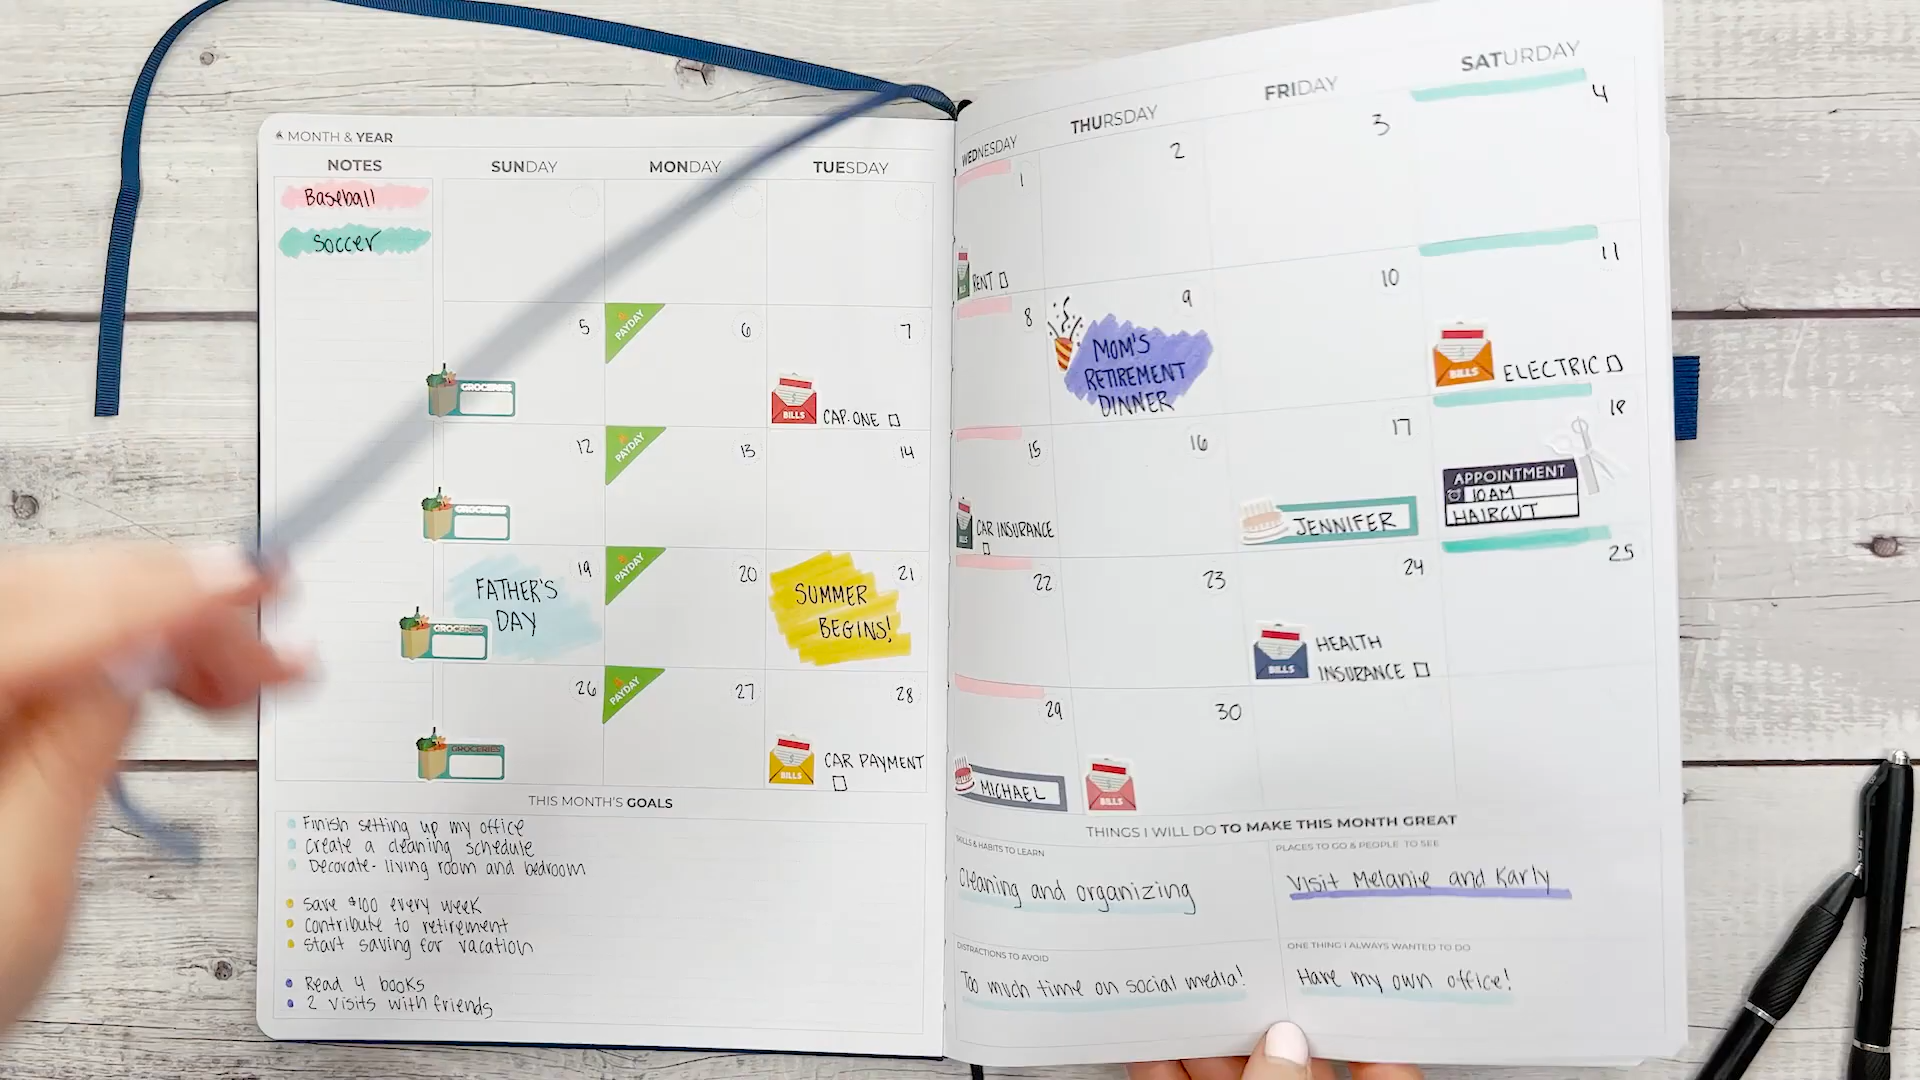 MONTH & YEAR
NOTES
SUNDAY
MONDAY
TUESDAY
WEDNESDAY
THURSDAY
FRIDAY
SATURDAY
Baseball
Soccer
1
RENT
2
3
4
5
GROCERIES
PAYDAY
6
7
BILLS
CAP. ONE
8
9
MOM'S
RETIREMENT
DINNER
10
11
BILLS
ELECTRIC
12
GROCERIES
PAYDAY
13
14
15
BILLS
CAR INSURANCE
16
17
JENNIFER
18
APPOINTMENT
10AM
HAIRCUT
19
FATHER'S
DAY
GROCERIES
PAYDAY
20
21
SUMMER
BEGINS!
22
23
24
BILLS
HEALTH
INSURANCE
25
26
GROCERIES
PAYDAY
27
28
BILLS
CAR PAYMENT
29
MICHAEL
30
BILLS
THIS MONTH'S GOALS
Finish setting up my office
Create a cleaning schedule
Decorate- living room and bedroom
Save $100 every week
Contribute to retirement
Start saving for vacation
Read 4 books
2 visits with friends
THINGS I WILL DO TO MAKE THIS MONTH GREAT
SKILLS & HABITS TO LEARN
Cleaning and organizing
PLACES TO GO & PEOPLE TO SEE
Visit Melanie and Karly
DISTRACTIONS TO AVOID
Too much time on social media!
ONE THING I ALWAYS WANTED TO DO
Have my own office!
Sharpie